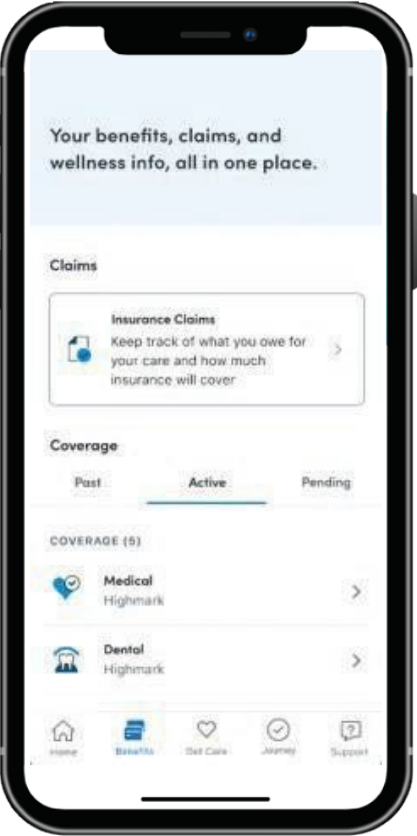 Your benefits, claims, and
wellness info, all in one place.
Claims
Insurance Claims
Keep track of what you owe for
your care and how much
insurance will cover
Coverage
Past Active Pending
COVERAGE (5)
Medical
Highmark
Dental
Highmark
Home Benefits Get Care Journey Support